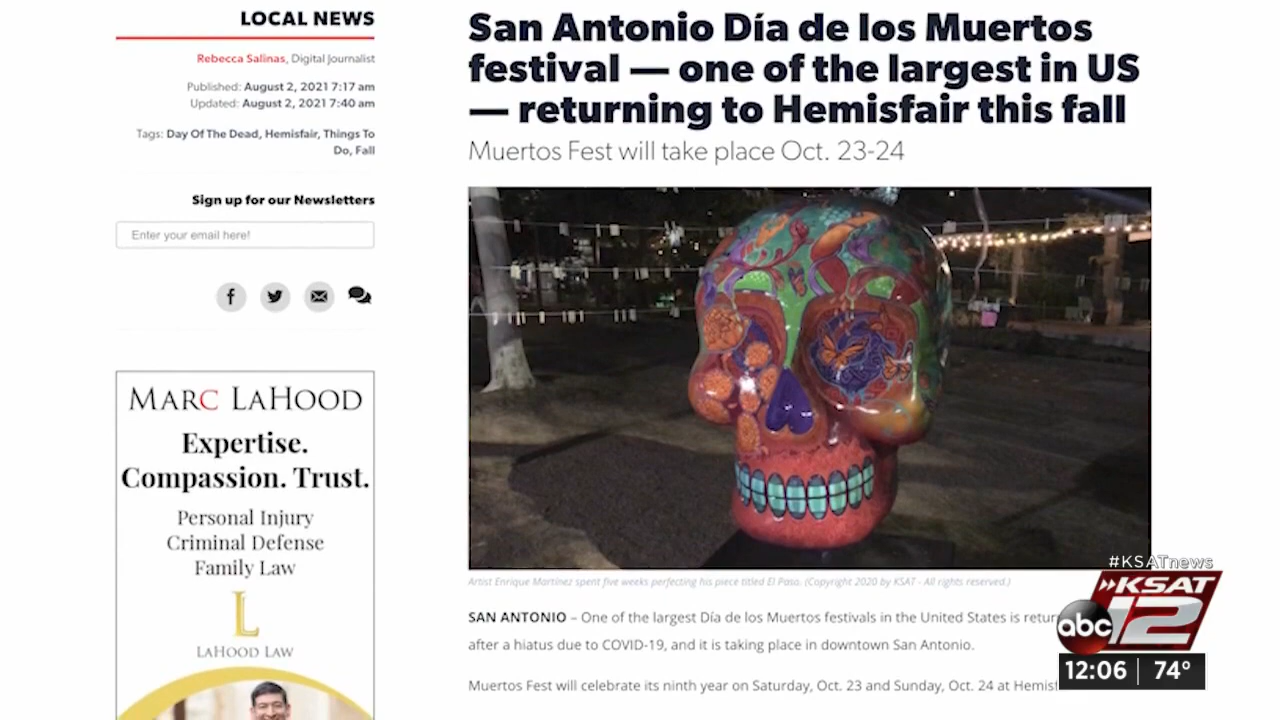 LOCAL NEWS
Rebecca Salinas, Digital Journalist
Published: August 2, 2021 7:17 am
Updated: August 2, 2021 7:40 am
Tags: Day Of The Dead, Hemisfair, Things To
Do, Fall
Sign up for our Newsletters
Enter your email here!
MARC LAHOOD
Expertise.
Compassion. Trust.
Personal Injury
Criminal Defense
Family Law
L
LAHOOD LAW
San Antonio Día de los Muertos
festival — one of the largest in US
— returning to Hemisfair this fall
Muertos Fest will take place Oct. 23-24
Artist Enrique Martinez spent five weeks perfecting his piece titled El Paso. (Copyright 2020 by KSAT - All rights reserved.)
SAN ANTONIO – One of the largest Día de los Muertos festivals in the United States is retur
after a hiatus due to COVID-19, and it is taking place in downtown San Antonio.
Muertos Fest will celebrate its ninth year on Saturday, Oct. 23 and Sunday, Oct. 24 at Hemisf
#KSATnews
KSAT
abc 12
12:06 74°